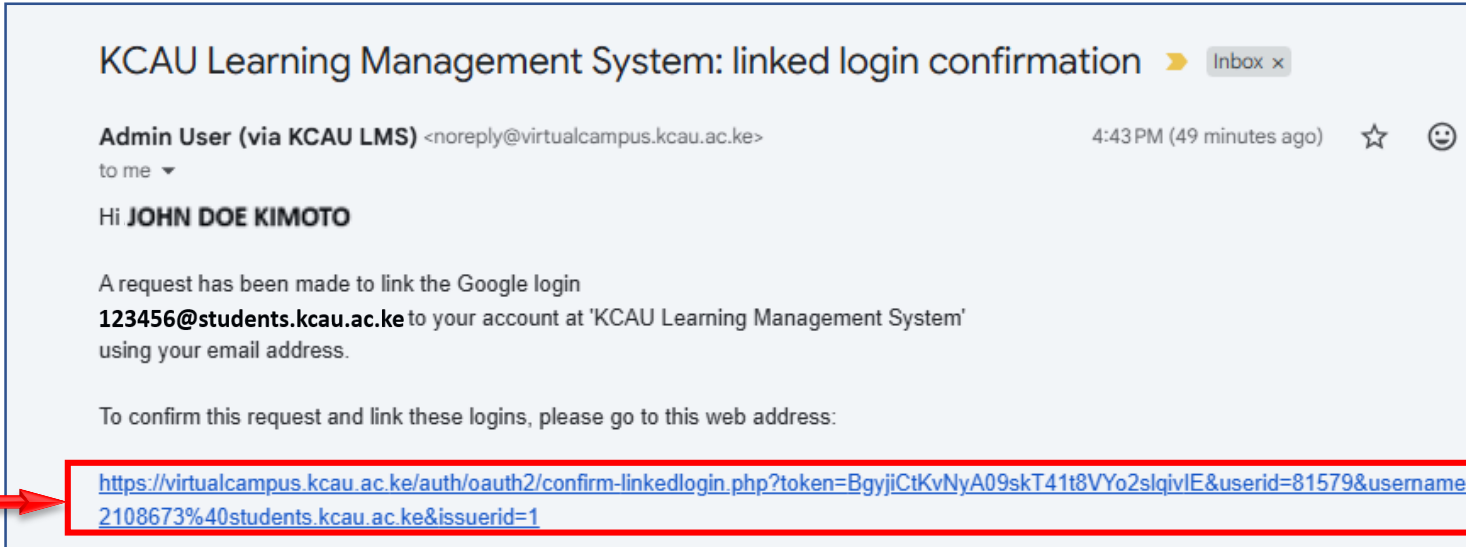 KCAU Learning Management System: linked login confirmation Inbox x
Admin User (via KCAU LMS) <noreply@virtualcampus.kcau.ac.ke> 4:43 PM (49 minutes ago)
to me
Hi JOHN DOE KIMOTO
A request has been made to link the Google login
123456@students.kcau.ac.ke to your account at 'KCAU Learning Management System'
using your email address.
To confirm this request and link these logins, please go to this web address:
https://virtualcampus.kcau.ac.ke/auth/oauth2/confirm-linkedlogin.php?token=BgyjiCtKvNyA09skT41t8VYo2slqivIE&userid=81579&username
2108673%40students.kcau.ac.ke&issuerid=1